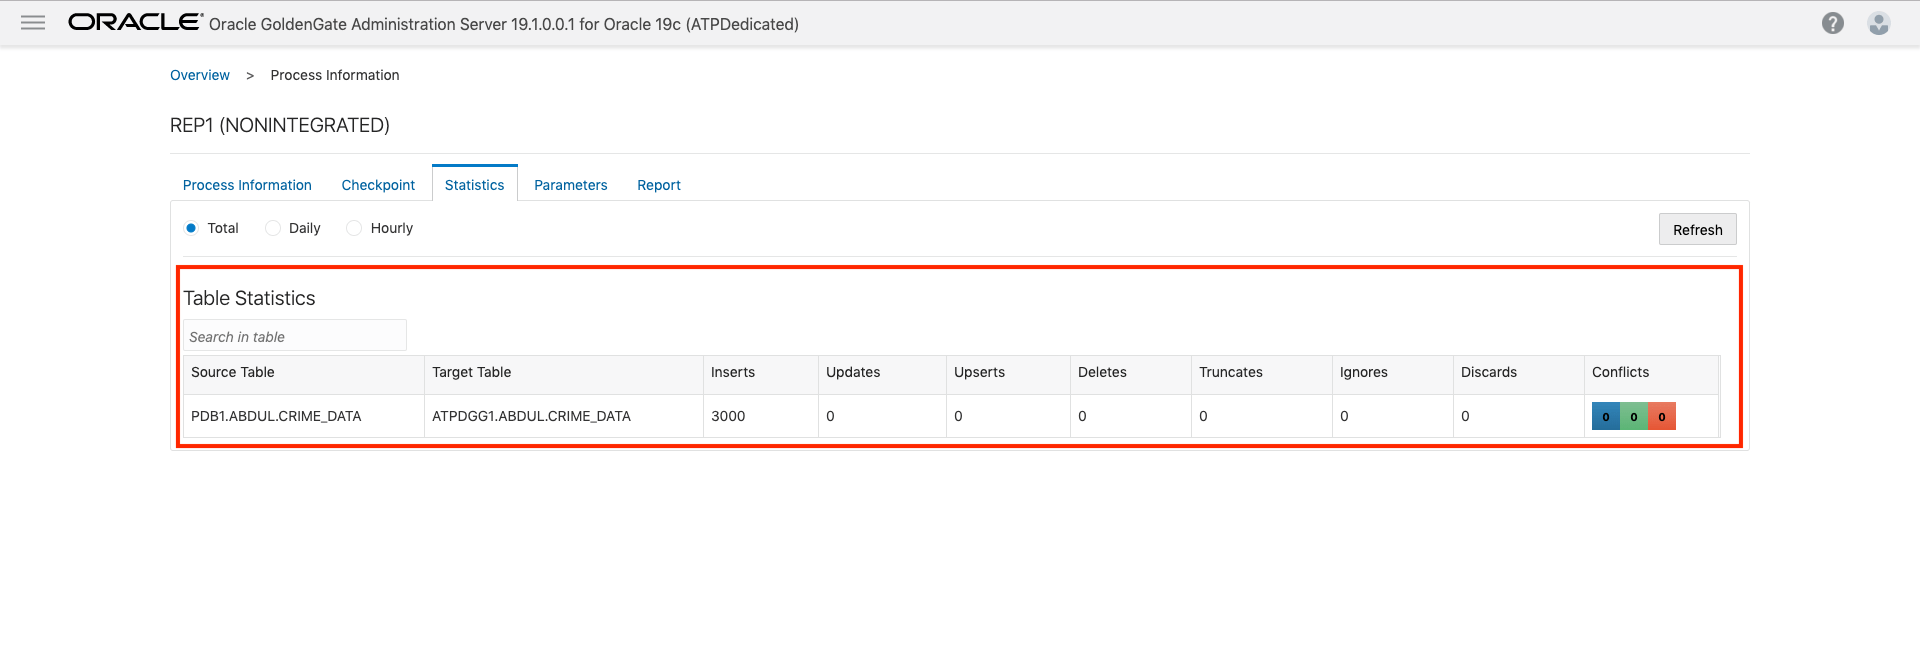 ORACLE® Oracle GoldenGate Administration Server 19.1.0.0.1 for Oracle 19c (ATPDedicated) ?
Overview > Process Information
REP1 (NONINTEGRATED)
Process Information Checkpoint Statistics Parameters Report
Total Daily Hourly Refresh
Table Statistics
Search in table
Source Table Target Table Inserts Updates Upserts Deletes Truncates Ignores Discards Conflicts
PDB1.ABDUL.CRIME_DATA ATPDGG1.ABDUL.CRIME_DATA 3000 0 0 0 0 0 0 0 0 0